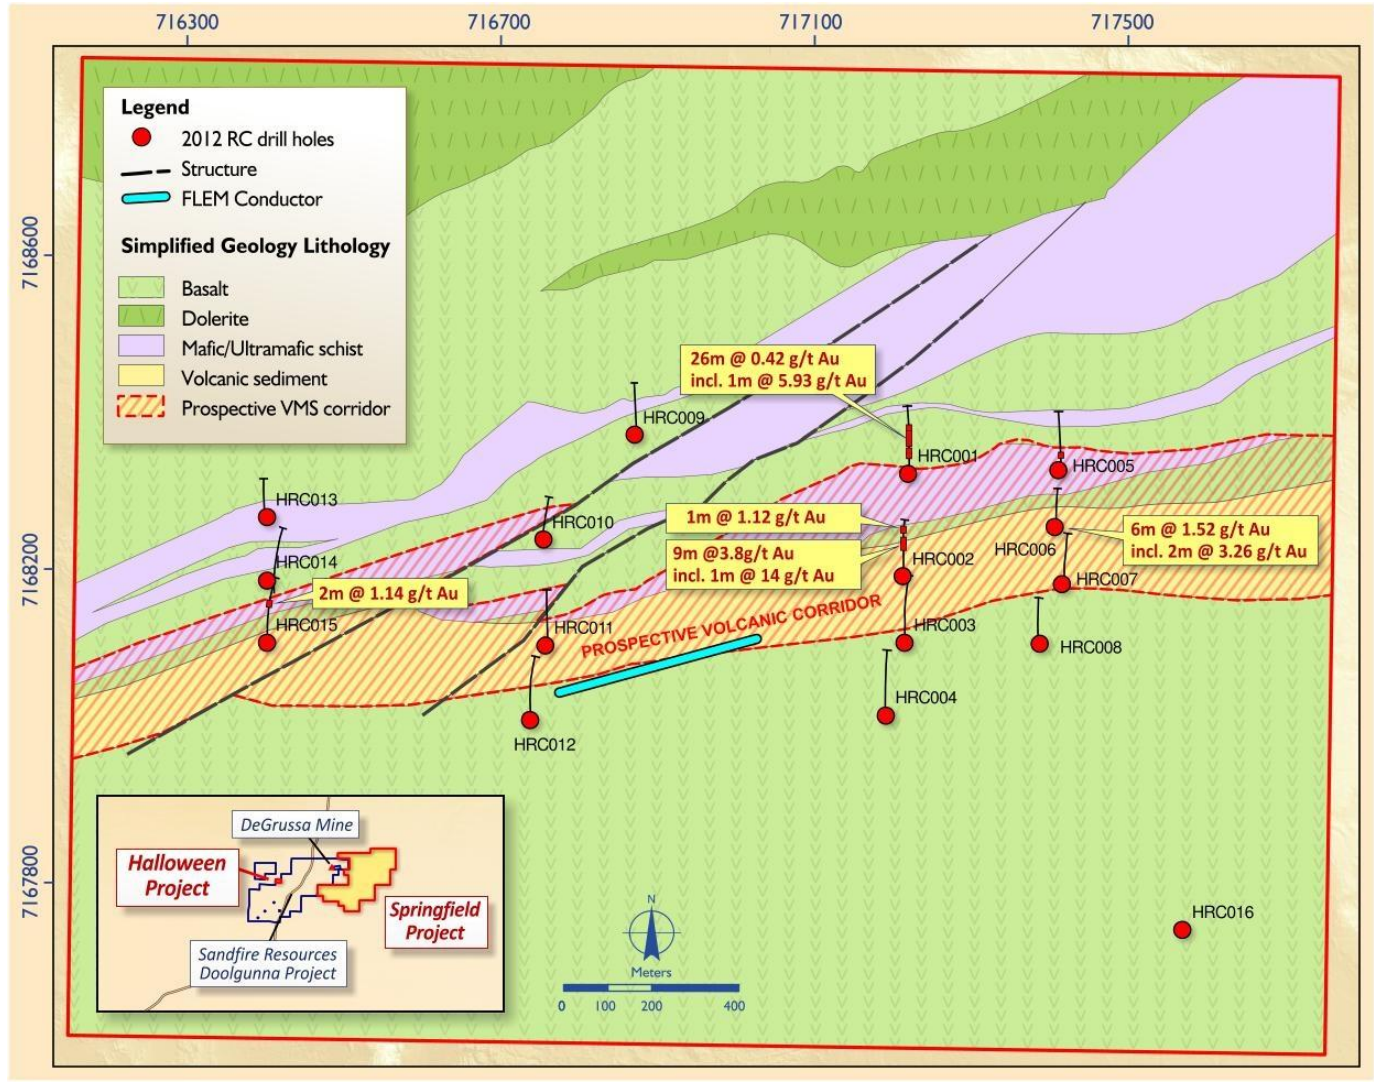 716300
716700
717100
717500
7168600
7168200
7167800
Legend
2012 RC drill holes
Structure
FLEM Conductor
Simplified Geology Lithology
Basalt
Dolerite
Mafic/Ultramafic schist
Volcanic sediment
Prospective VMS corridor
26m @ 0.42 g/t Au
incl. 1m @ 5.93 g/t Au
HRC009
HRC001
HRC005
HRC013
HRC010
1m @ 1.12 g/t Au
9m @3.8g/t Au
incl. 1m @ 14 g/t Au
HRC002
HRC006
6m @ 1.52 g/t Au
incl. 2m @ 3.26 g/t Au
HRC014
2m @ 1.14 g/t Au
HRC007
HRC015
HRC011
PROSPECTIVE VOLCANIC CORRIDOR
HRC003
HRC008
HRC004
HRC012
DeGrussa Mine
Halloween
Project
Springfield
Project
Sandfire Resources
Doolgunna Project
N
Meters
0 100 200 400
HRC016